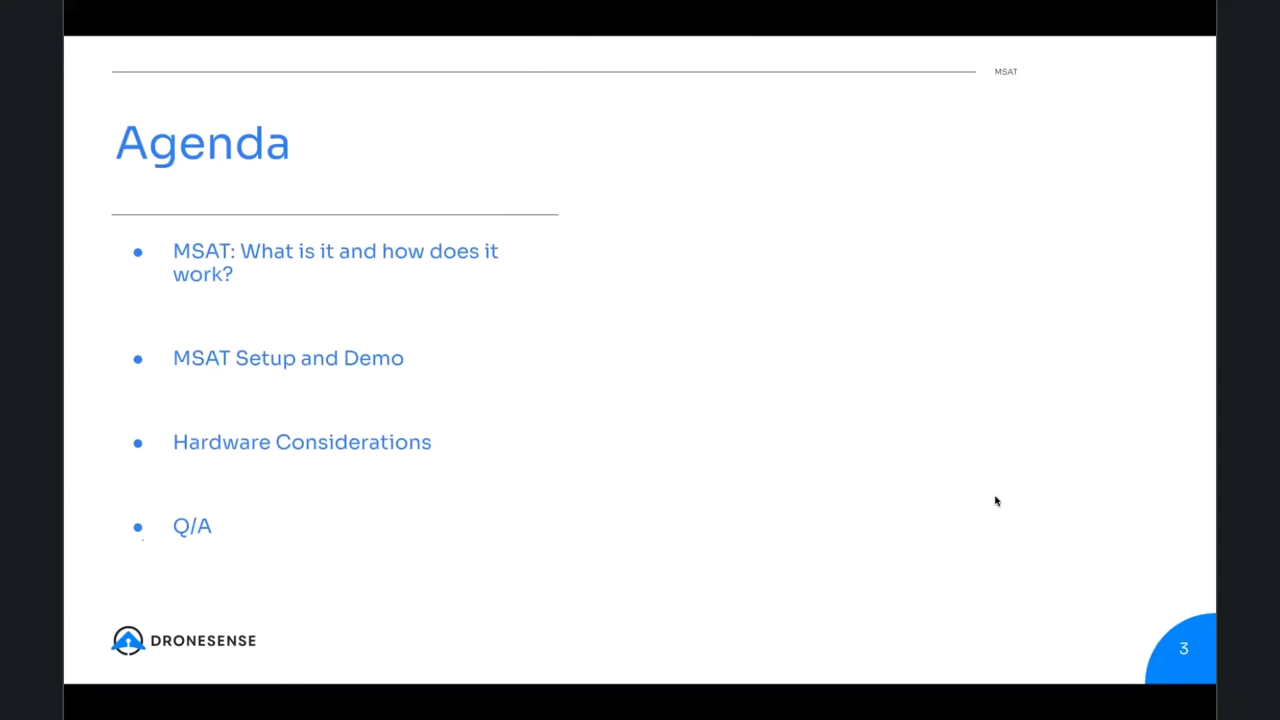 MSAT
Agenda
• MSAT: What is it and how does it
work?
• MSAT Setup and Demo
• Hardware Considerations
• Q/A
DRONESENSE
3